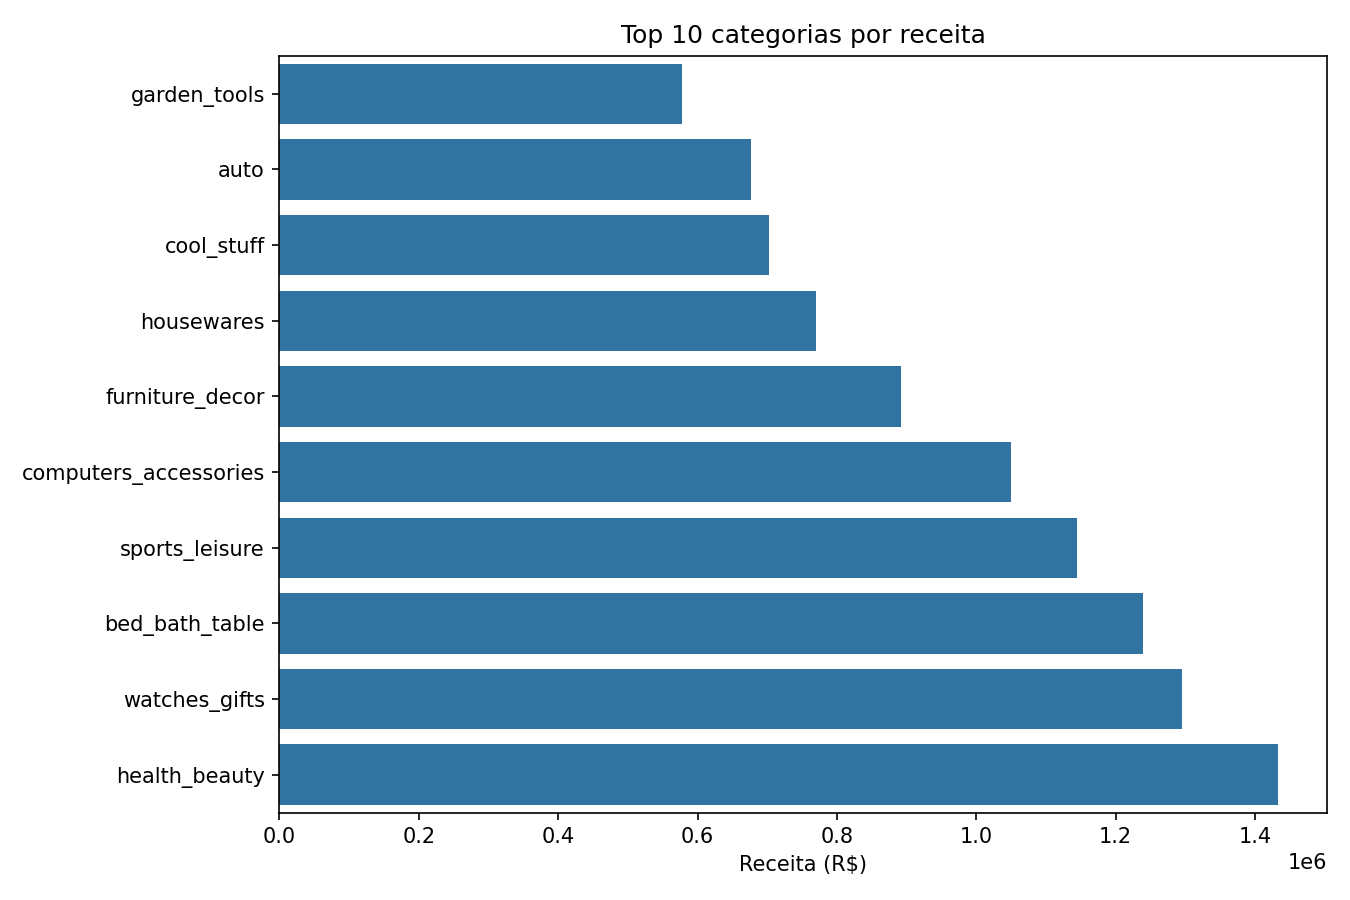 Top 10 categorias por receita
garden_tools
auto
cool_stuff
housewares
furniture_decor
computers_accessories
sports_leisure
bed_bath_table
watches_gifts
health_beauty
0.0 0.2 0.4 0.6 0.8 1.0 1.2 1.4
1e6
Receita (R$)